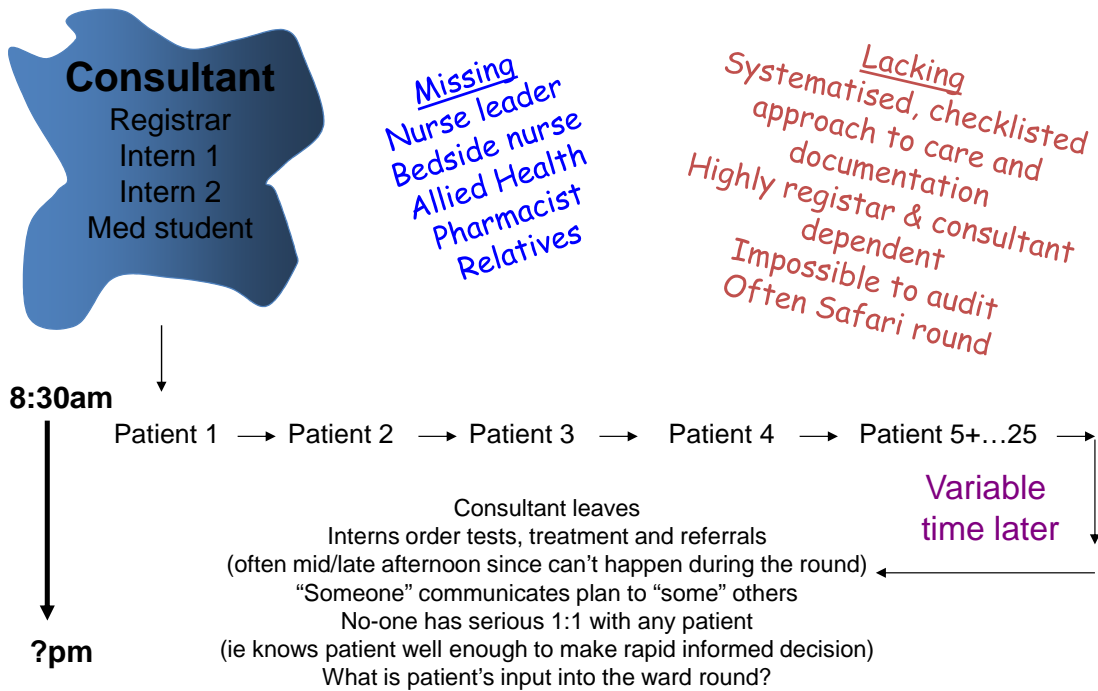 Consultant
Registrar
Intern 1
Intern 2
Med student
Missing
Nurse leader
Bedside nurse
Allied Health
Pharmacist
Relatives
Lacking
Systematised, checklisted
approach to care and
documentation
Highly registar & consultant
dependent
Impossible to audit
Often Safari round
8:30am
Patient 1
Patient 2
Patient 3
Patient 4
Patient 5+…25
Variable
time later
Consultant leaves
Interns order tests, treatment and referrals
(often mid/late afternoon since can’t happen during the round)
“Someone” communicates plan to “some” others
No-one has serious 1:1 with any patient
(ie knows patient well enough to make rapid informed decision)
What is patient’s input into the ward round?
?pm